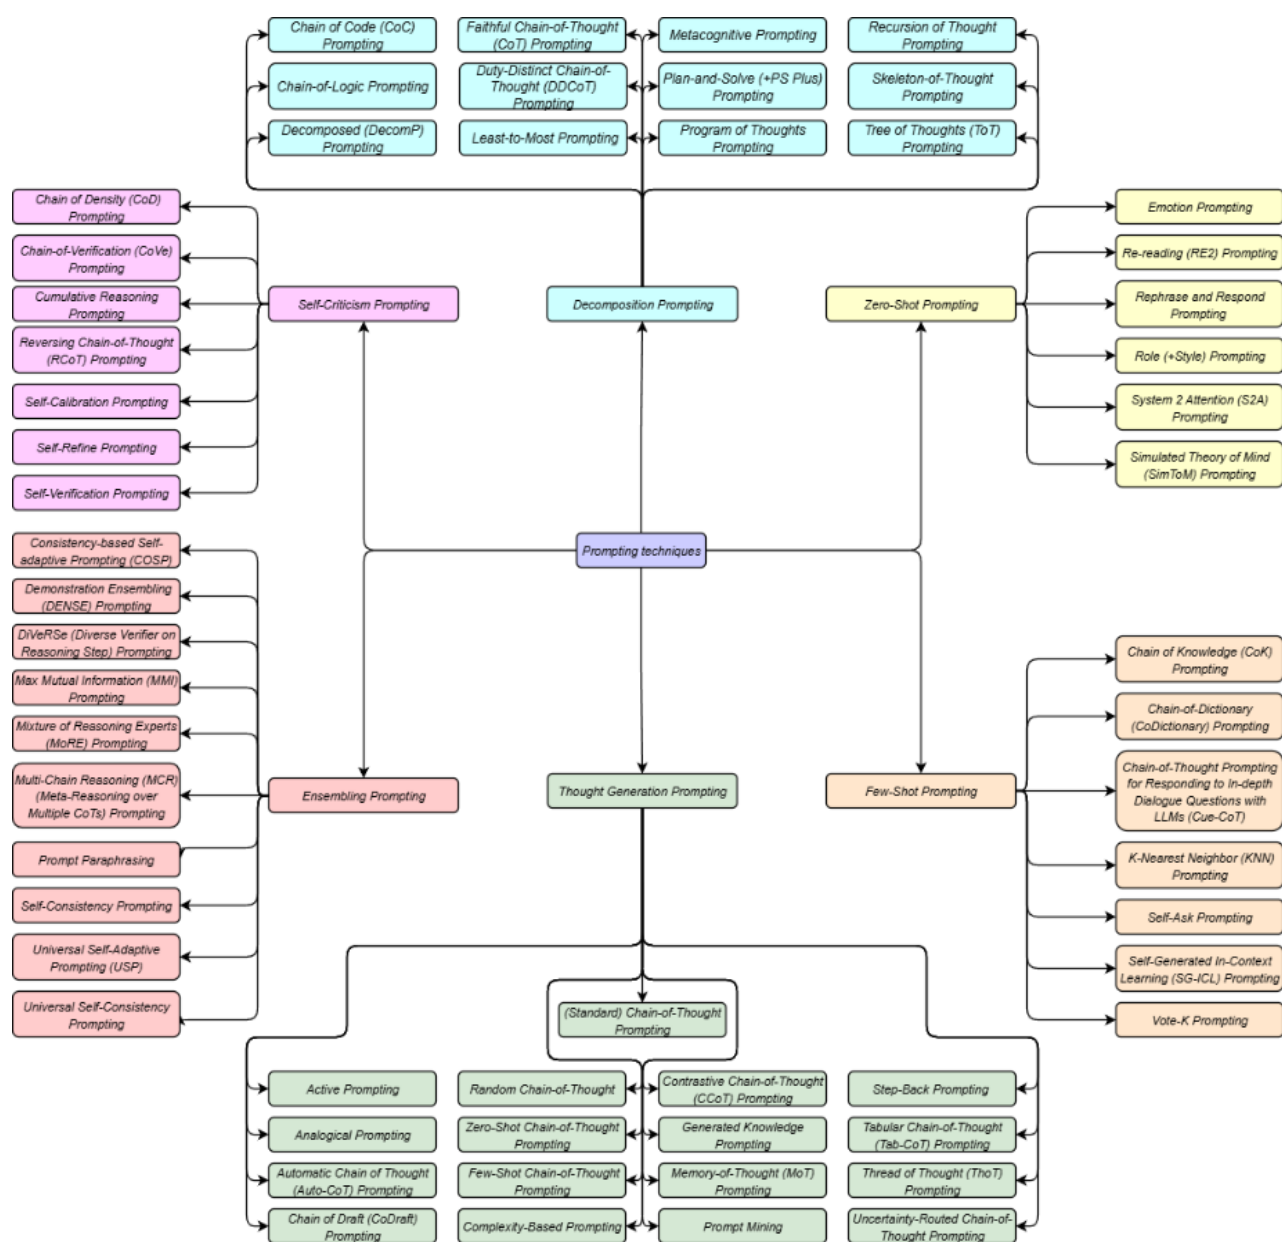 Chain of Code (CoC)
Prompting
Faithful Chain-of-Thought
(CoT) Prompting
Metacognitive Prompting
Recursion of Thought
Prompting
Chain-of-Logic Prompting
Duty-Distinct Chain-of-
Thought (DDCoT)
Prompting
Plan-and-Solve (+PS Plus)
Prompting
Skeleton-of-Thought
Prompting
Decomposed (DecomP)
Prompting
Least-to-Most Prompting
Program of Thoughts
Prompting
Tree of Thoughts (ToT)
Prompting
Chain of Density (CoD)
Prompting
Chain-of-Verification (CoVe)
Prompting
Cumulative Reasoning
Prompting
Reversing Chain-of-Thought
(RCoT) Prompting
Self-Calibration Prompting
Self-Refine Prompting
Self-Verification Prompting
Self-Criticism Prompting
Decomposition Prompting
Zero-Shot Prompting
Emotion Prompting
Re-reading (RE2) Prompting
Rephrase and Respond
Prompting
Role (+Style) Prompting
System 2 Attention (S2A)
Prompting
Simulated Theory of Mind
(SimToM) Prompting
Prompting techniques
Consistency-based Self-
adaptive Prompting (COSP)
Demonstration Ensembling
(DENSE) Prompting
DiVeRSe (Diverse Verifier on
Reasoning Step) Prompting
Max Mutual Information (MMI)
Prompting
Mixture of Reasoning Experts
(MoRE) Prompting
Multi-Chain Reasoning (MCR)
(Meta-Reasoning over
Multiple CoTs) Prompting
Prompt Paraphrasing
Self-Consistency Prompting
Universal Self-Adaptive
Prompting (USP)
Universal Self-Consistency
Prompting
Ensembling Prompting
Thought Generation Prompting
Few-Shot Prompting
Chain of Knowledge (CoK)
Prompting
Chain-of-Dictionary
(CoDictionary) Prompting
Chain-of-Thought Prompting
for Responding to In-depth
Dialogue Questions with
LLMs (Cue-CoT)
K-Nearest Neighbor (KNN)
Prompting
Self-Ask Prompting
Self-Generated In-Context
Learning (SG-ICL) Prompting
Vote-K Prompting
(Standard) Chain-of-Thought
Prompting
Active Prompting
Random Chain-of-Thought
Contrastive Chain-of-Thought
(CCoT) Prompting
Step-Back Prompting
Analogical Prompting
Zero-Shot Chain-of-Thought
Prompting
Generated Knowledge
Prompting
Tabular Chain-of-Thought
(Tab-CoT) Prompting
Automatic Chain of Thought
(Auto-CoT) Prompting
Few-Shot Chain-of-Thought
Prompting
Memory-of-Thought (MoT)
Prompting
Thread of Thought (ThoT)
Prompting
Chain of Draft (CoDraft)
Prompting
Complexity-Based Prompting
Prompt Mining
Uncertainty-Routed Chain-of-
Thought Prompting